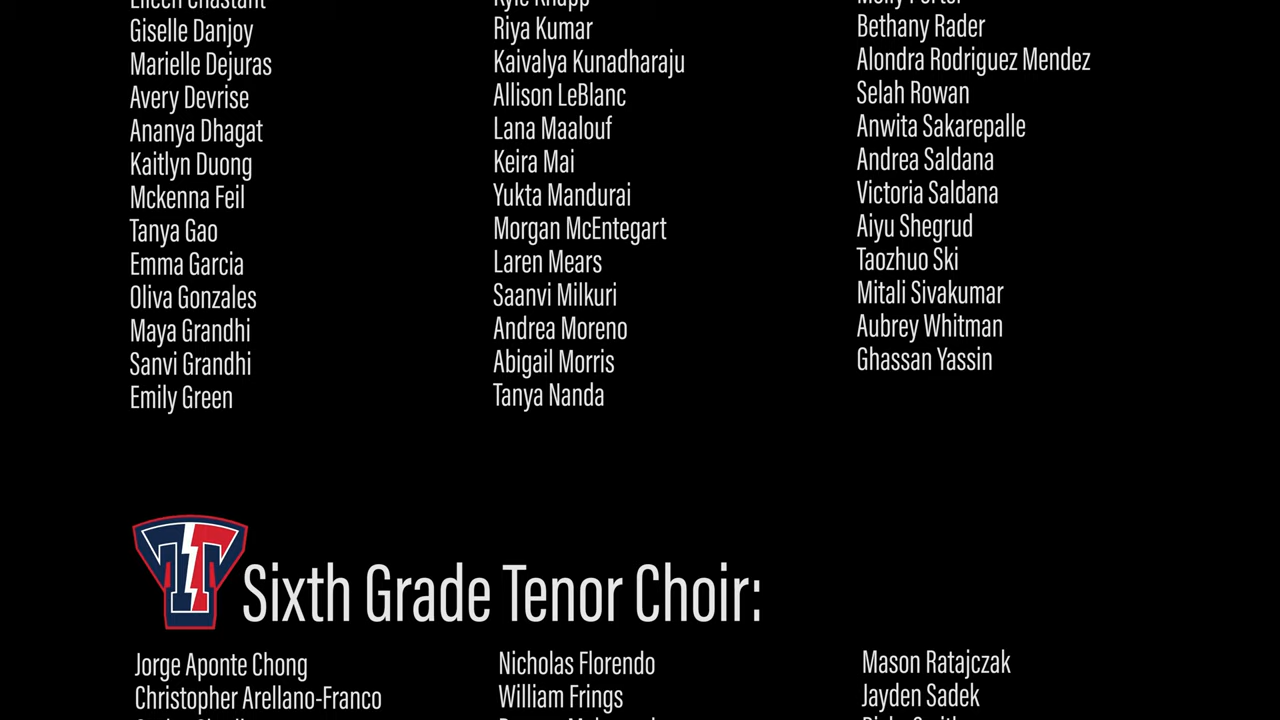 Giselle Danjoy
Marielle Dejuras
Avery Devrise
Ananya Dhagat
Kaitlyn Duong
Mckenna Feil
Tanya Gao
Emma Garcia
Oliva Gonzales
Maya Grandhi
Sanvi Grandhi
Emily Green
Kyle Knapp
Riya Kumar
Kaivalya Kunadharaju
Allison LeBlanc
Lana Maalouf
Keira Mai
Yukta Mandurai
Morgan McEntegart
Laren Mears
Saanvi Milkuri
Andrea Moreno
Abigail Morris
Tanya Nanda
Molly Porter
Bethany Rader
Alondra Rodriguez Mendez
Selah Rowan
Anwita Sakarepalle
Andrea Saldana
Victoria Saldana
Aiyu Shegrud
Taozhuo Ski
Mitali Sivakumar
Aubrey Whitman
Ghassan Yassin
T
Sixth Grade Tenor Choir:
Jorge Aponte Chong
Christopher Arellano-Franco
Nicholas Florendo
William Frings
Mason Ratajczak
Jayden Sadek